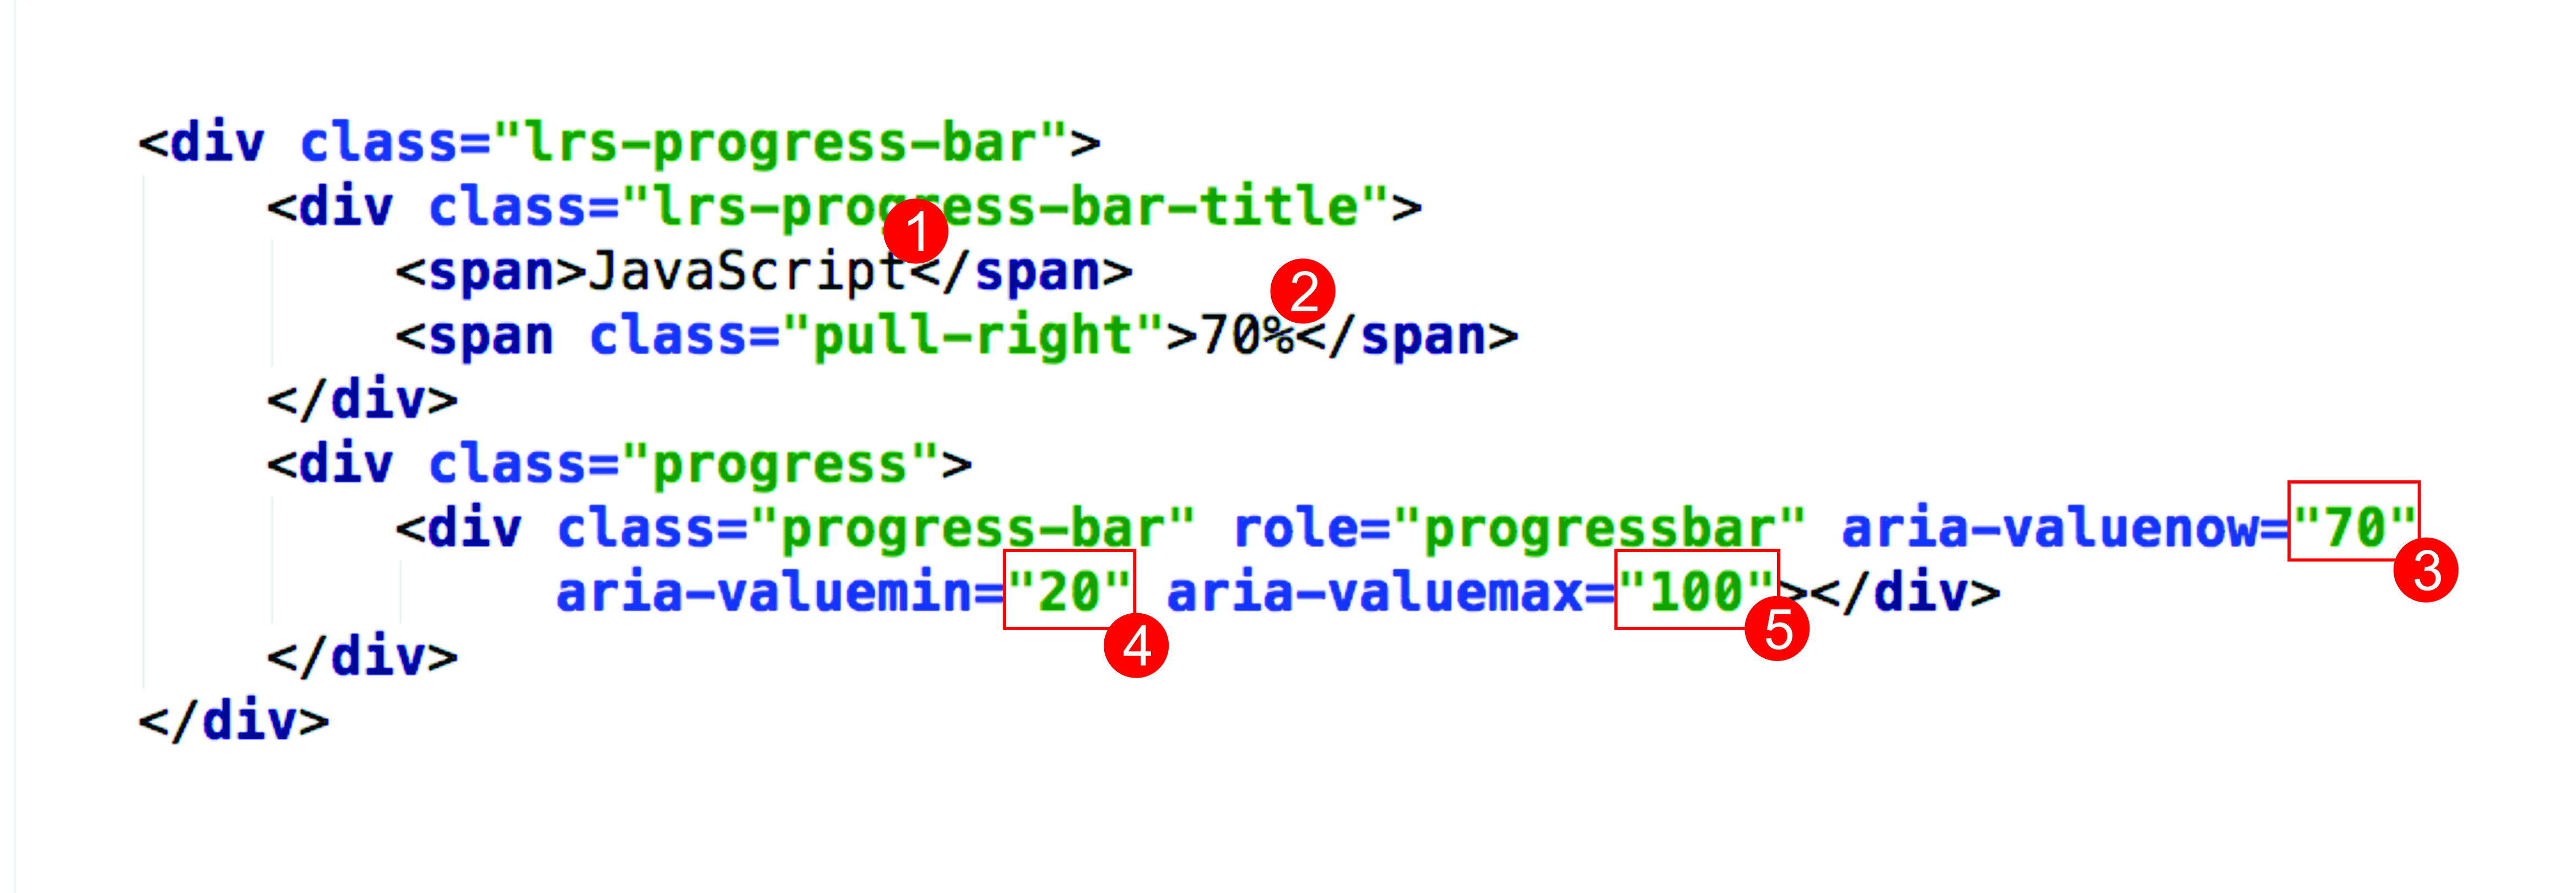 <div class="lrs-progress-bar">
<div class="lrs-progress-bar-title">
1
<span>JavaScript</span>
2
<span class="pull-right">70%</span>
</div>
<div class="progress">
<div class="progress-bar" role="progressbar" aria-valuenow="70"
3
aria-valuemin="20" aria-valuemax="100"></div>
4
5
</div>
</div>